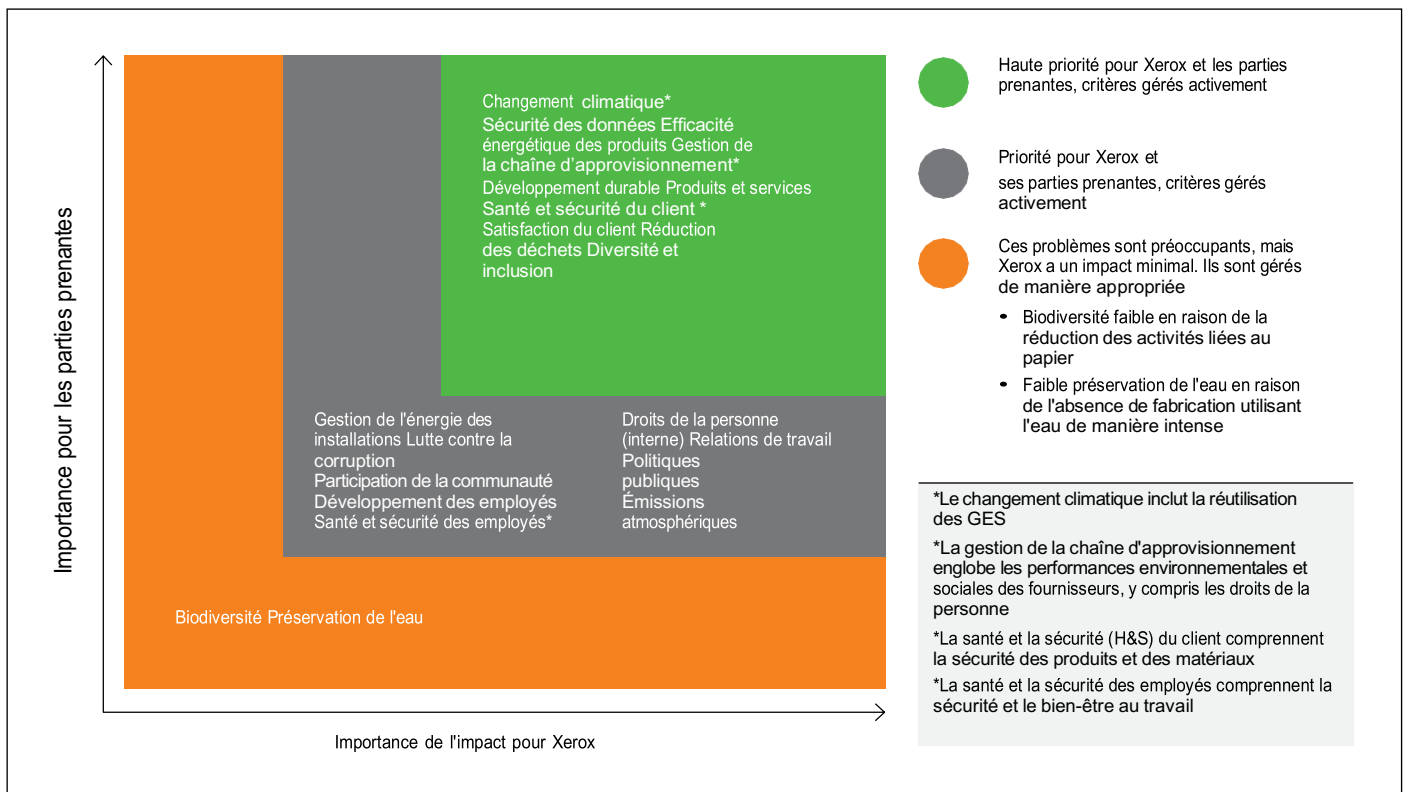 Importance pour les parties prenantes
Changement climatique*
Sécurité des données Efficacité
énergétique des produits Gestion de
la chaîne d'approvisionnement*
Développement durable Produits et services
Santé et sécurité du client *
Satisfaction du client Réduction
des déchets Diversité et
inclusion
Gestion de l'énergie des
installations Lutte contre la
corruption
Participation de la communauté
Développement des employés
Santé et sécurité des employés*
Droits de la personne
(interne) Relations de travail
Politiques
publiques
Émissions
atmosphériques
Biodiversité Préservation de l'eau
Importance de l'impact pour Xerox
Haute priorité pour Xerox et les parties
prenantes, critères gérés activement
Priorité pour Xerox et
ses parties prenantes, critères gérés
activement
Ces problèmes sont préoccupants, mais
Xerox a un impact minimal. Ils sont gérés
de manière appropriée
• Biodiversité faible en raison de la
réduction des activités liées au
papier
• Faible préservation de l'eau en raison
de l'absence de fabrication utilisant
l'eau de manière intense
*Le changement climatique inclut la réutilisation
des GES
*La gestion de la chaîne d'approvisionnement
englobe les performances environnementales et
sociales des fournisseurs, y compris les droits de la
personne
*La santé et la sécurité (H&S) du client comprennent
la sécurité des produits et des matériaux
*La santé et la sécurité des employés comprennent la
sécurité et le bien-être au travail